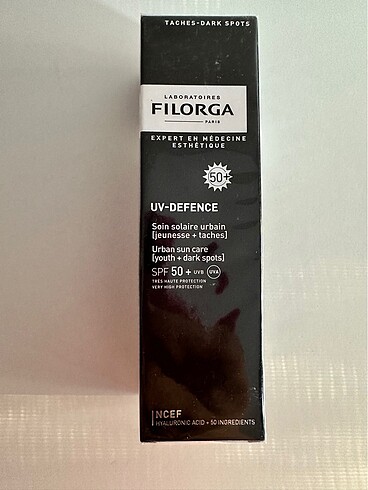 TACHES-DARK SPOTS
LABORATOIRES
FILORGA
PARIS
EXPERT EN MÉDECINE
ESTHÉTIQUE
50+
UV-DEFENCE
Soin solaire urbain
[jeunesse + taches]
Urban sun care
[youth + dark spots]
SPF 50+ UVB UVA
TRÈS HAUTE PROTECTION
VERY HIGH PROTECTION
NCEF
HYALURONIC ACID + 50 INGREDIENTS